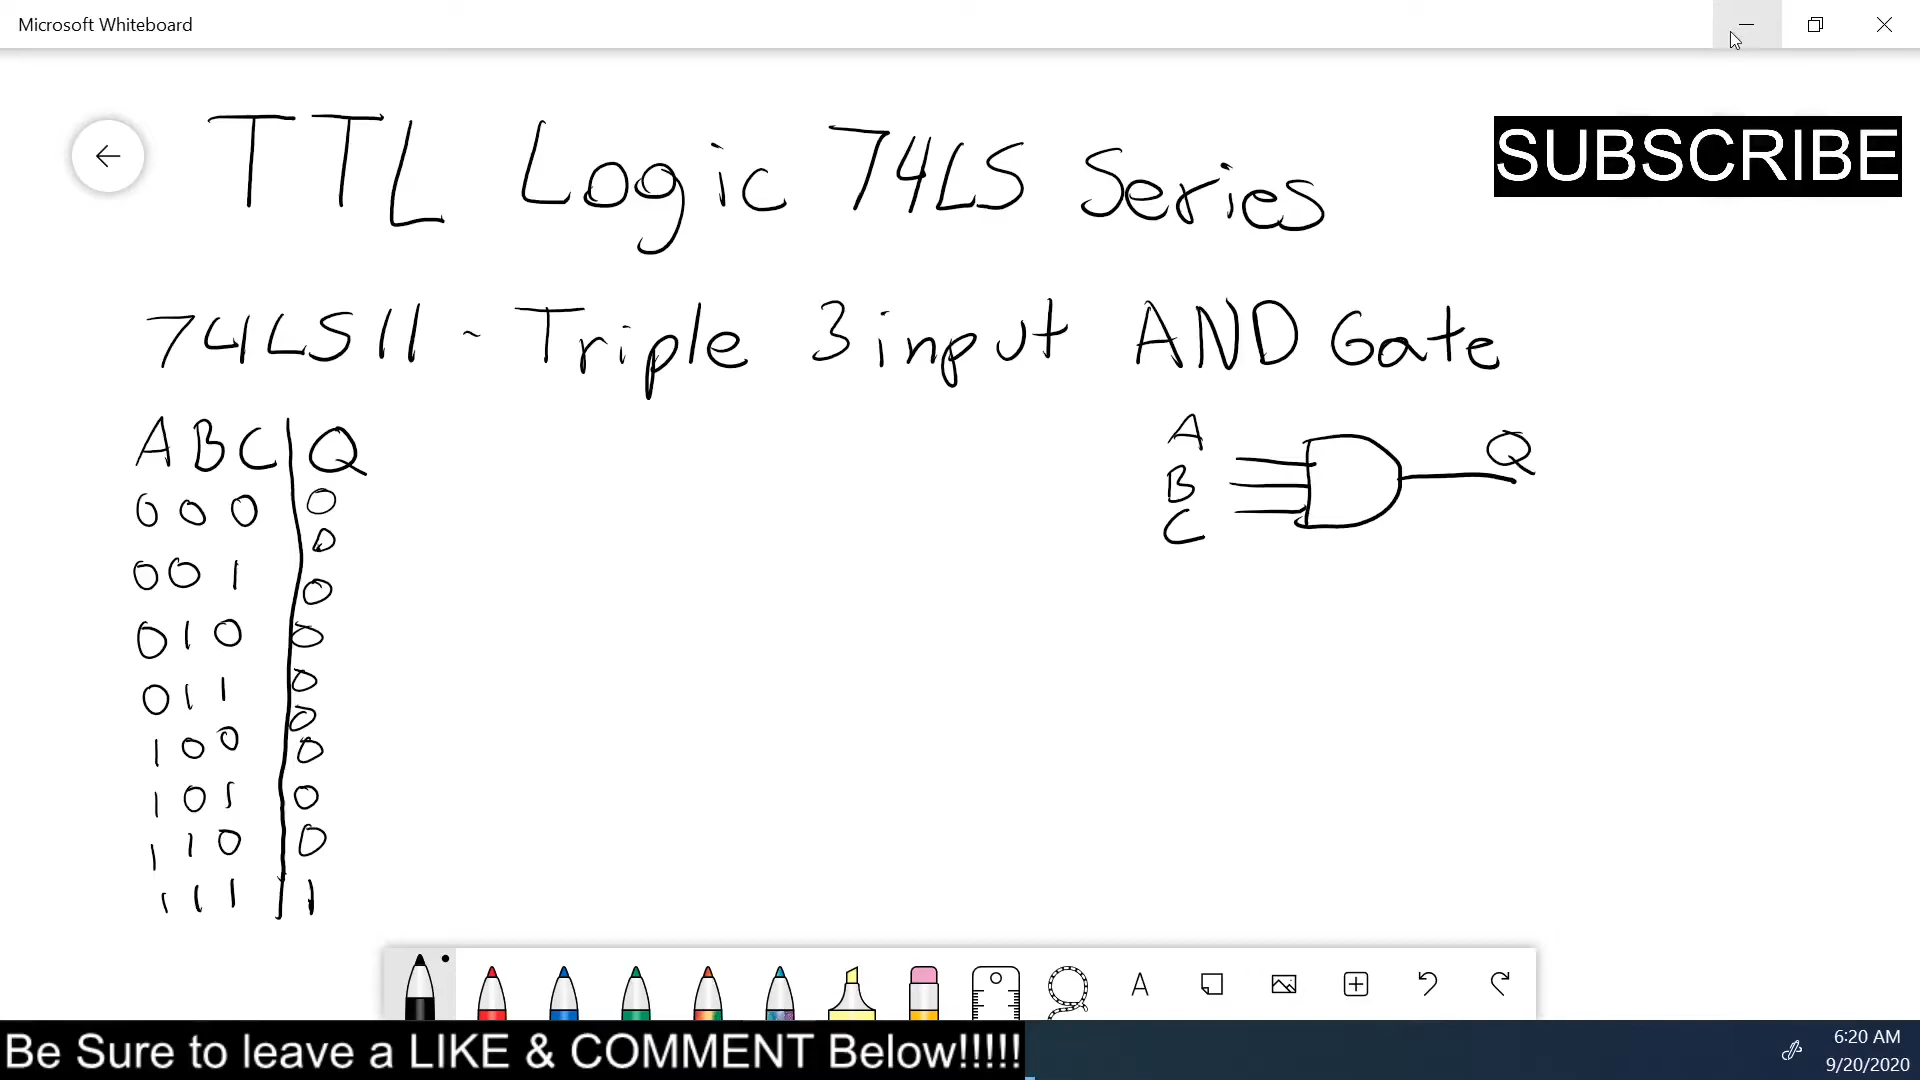 Microsoft Whiteboard
TTL Logic 74LS Series
SUBSCRIBE
74LS11 - Triple 3 input AND Gate
A B C Q
0 0 0 0
0
0 0 1 0
0 1 0 0
0 1 1 0
0
1 0 0 0
1 0 1 0
1 1 0 0
1 1 1 1
A
B
C
Q
A
Be Sure to leave a LIKE & COMMENT Below!!!!!
6:20 AM
9/20/2020